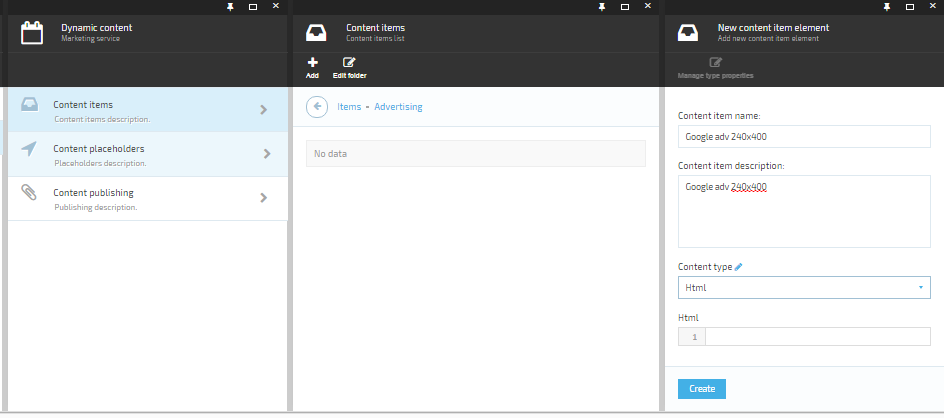 Dynamic content
Marketing service
Content items
Content items description.
Content placeholders
Placeholders description.
Content publishing
Publishing description.
Content items
Content items list
Add
Edit folder
Items • Advertising
No data
New content item element
Add new content item element
Manage type properties
Content item name:
Google adv 240x400
Content item description:
Google adv 240x400
Content type
Html
Html
1
Create